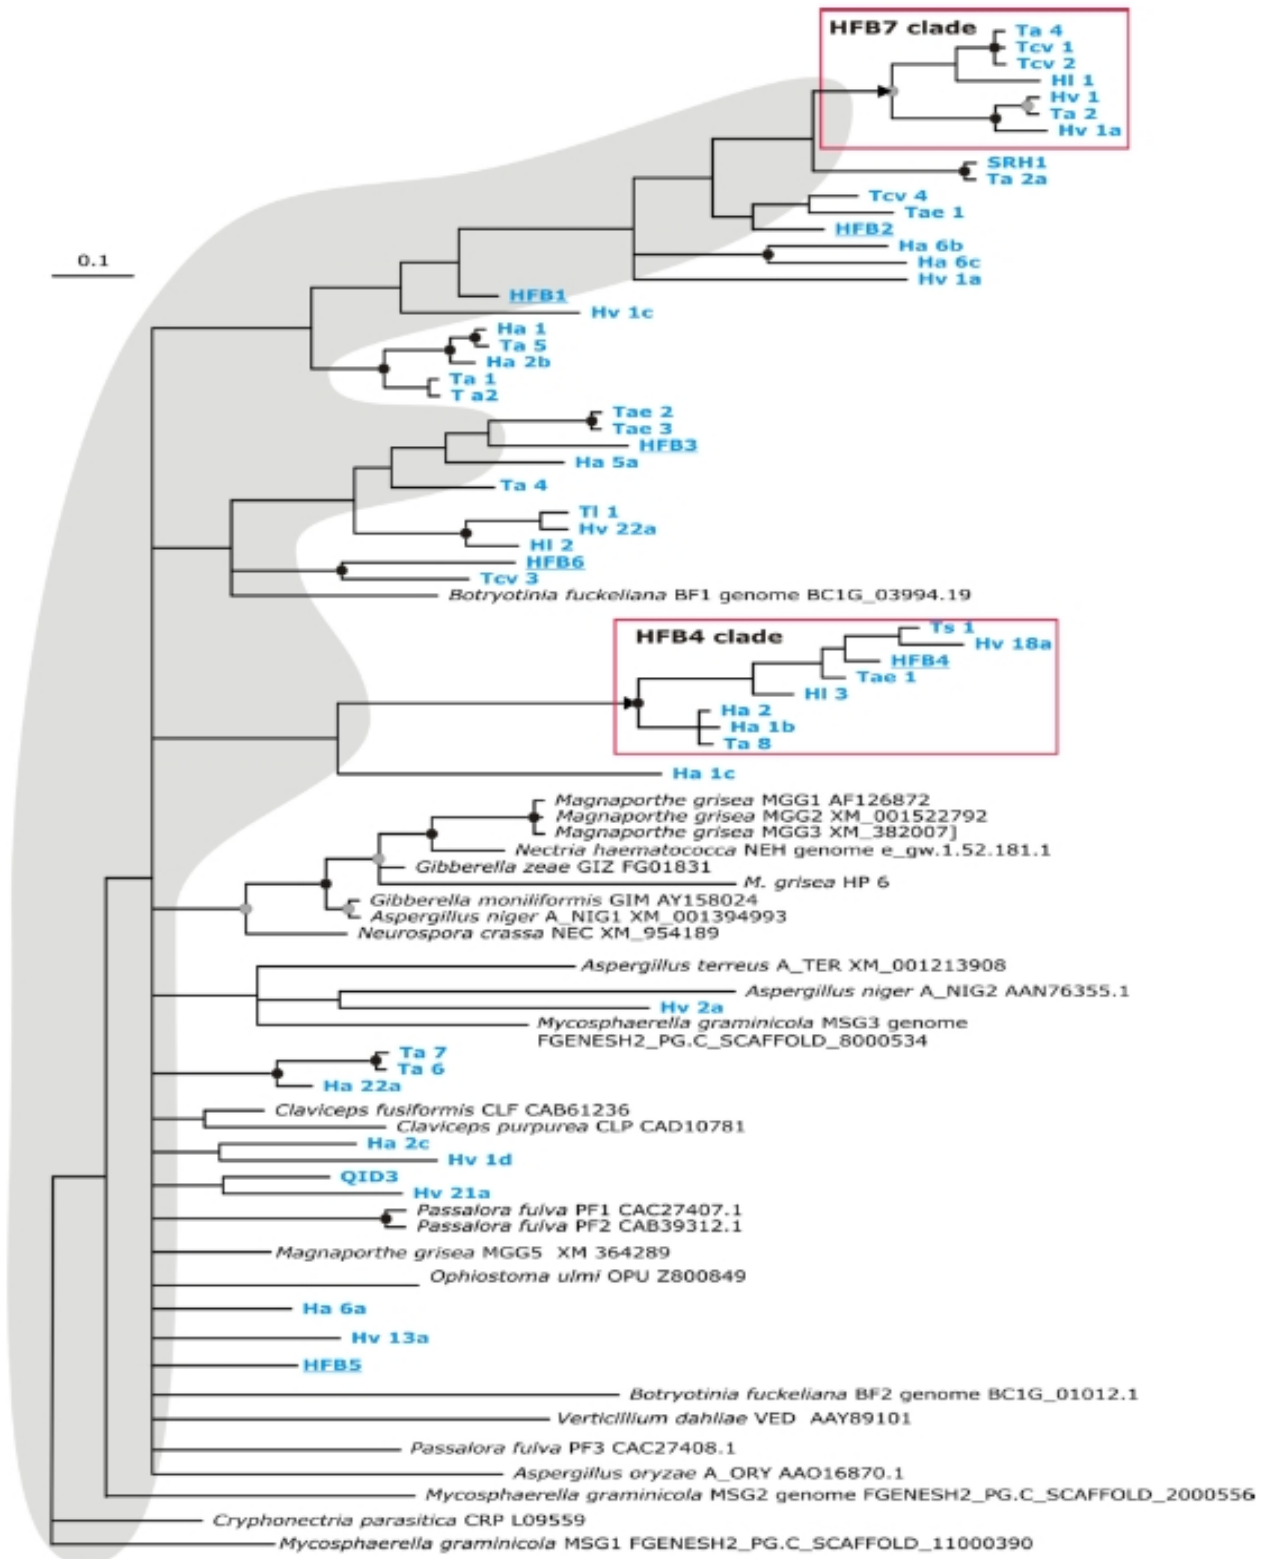 HFB7 clade
Ta 4
Tcv 1
Tcv 2
Hl 1
Hv 1
Ta 2
Hv 1a
SRH1
Ta 2a
Tcv 4
Tae 1
HFB2
Ha 6b
0.1
Ha 6c
Hv 1a
HFB1
Hv 1c
Ha 1
Ta 5
Ha 2b
Ta 1
T a2
Tae 2
Tae 3
HFB3
Ha 5a
Ta 4
Tl 1
Hv 22a
Hl 2
HFB6
Tcv 3
Botryotinia fuckeliana BF1 genome BC1G_03994.19
HFB4 clade
Ts 1
Hv 18a
HFB4
Tae 1
Hl 3
Ha 2
Ha 1b
Ta 8
Ha 1c
Magnaporthe grisea MGG1 AF126872
Magnaporthe grisea MGG2 XM_001522792
Magnaporthe grisea MGG3 XM_382007]
Nectria haematococca NEH genome e_gw.1.52.181.1
Gibberella zeae GIZ FG01831
M. grisea HP 6
Gibberella moniliformis GIM AY158024
Aspergillus niger A_NIG1 XM_001394993
Neurospora crassa NEC XM_954189
Aspergillus terreus A_TER XM_001213908
Aspergillus niger A_NIG2 AAN76355.1
Hv 2a
Mycosphaerella graminicola MSG3 genome
FGENESH2_PG.C_SCAFFOLD_8000534
Ta 7
Ta 6
Ha 22a
Claviceps fusiformis CLF CAB61236
Claviceps purpurea CLP CAD10781
Ha 2c
Hv 1d
QID3
Hv 21a
Passalora fulva PF1 CAC27407.1
Passalora fulva PF2 CAB39312.1
Magnaporthe grisea MGG5 XM 364289
Ophiostoma ulmi OPU Z800849
Ha 6a
Hv 13a
HFB5
Botryotinia fuckeliana BF2 genome BC1G_01012.1
Verticillium dahliae VED AAY89101
Passalora fulva PF3 CAC27408.1
Aspergillus oryzae A_ORY AAO16870.1
Mycosphaerella graminicola MSG2 genome FGENESH2_PG.C_SCAFFOLD_2000556
Cryphonectria parasitica CRP L09559
Mycosphaerella graminicola MSG1 FGENESH2_PG.C_SCAFFOLD_11000390